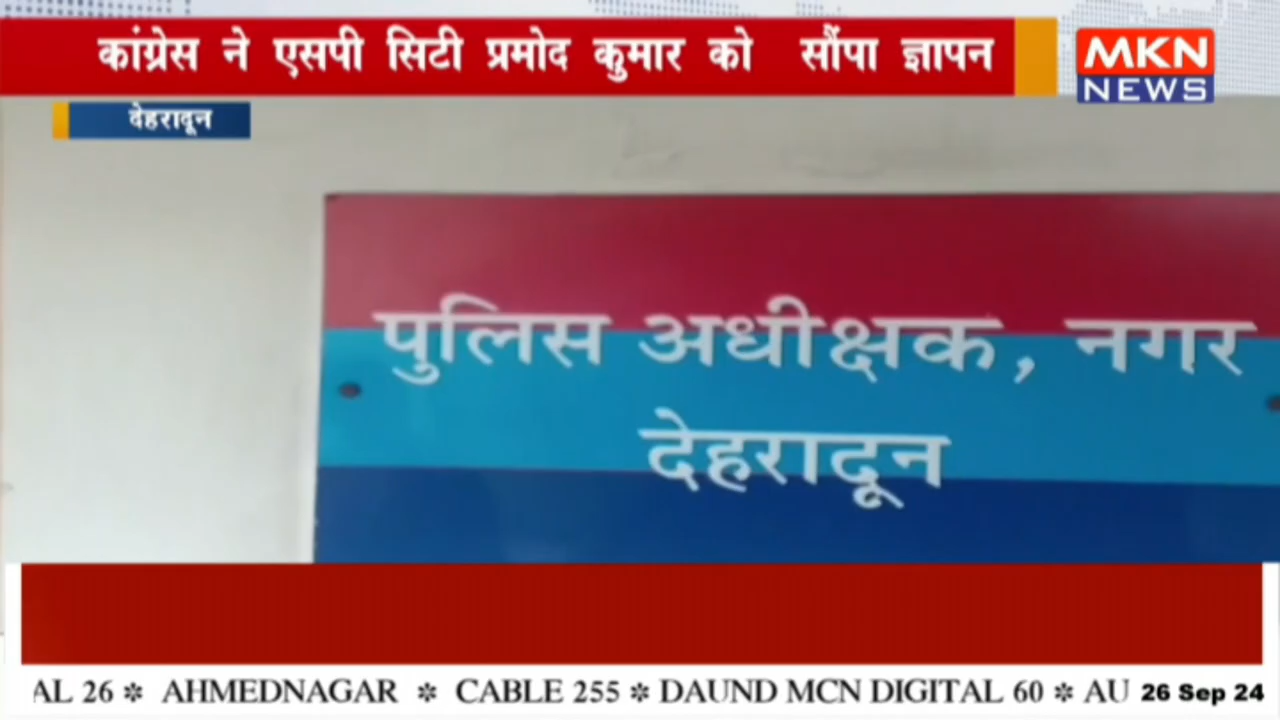 कांग्रेस ने एसपी सिटी प्रमोद कुमार को सौंपा ज्ञापन
MKN
NEWS
देहरादून
पुलिस अधीक्षक, नगर
देहरादून
AL 26 ❇ AHMEDNAGAR ❇ CABLE 255 ❇ DAUND MCN DIGITAL 60 ❇ AU
26 Sep 24